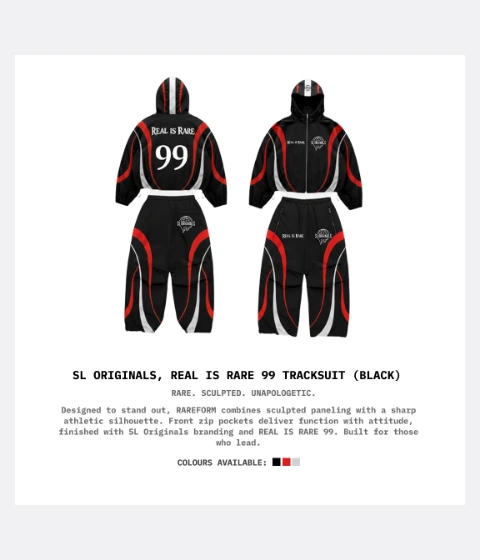 REAL IS RARE
99
REAL IS RARE
SL ORIGINALS, REAL IS RARE 99 TRACKSUIT (BLACK)
RARE. SCULPTED. UNAPOLOGETIC.
Designed to stand out, RAREFORM combines sculpted paneling with a sharp
athletic silhouette. Front zip pockets deliver function with attitude,
finished with SL Originals branding and REAL IS RARE 99. Built for those
who lead.
COLOURS AVAILABLE: